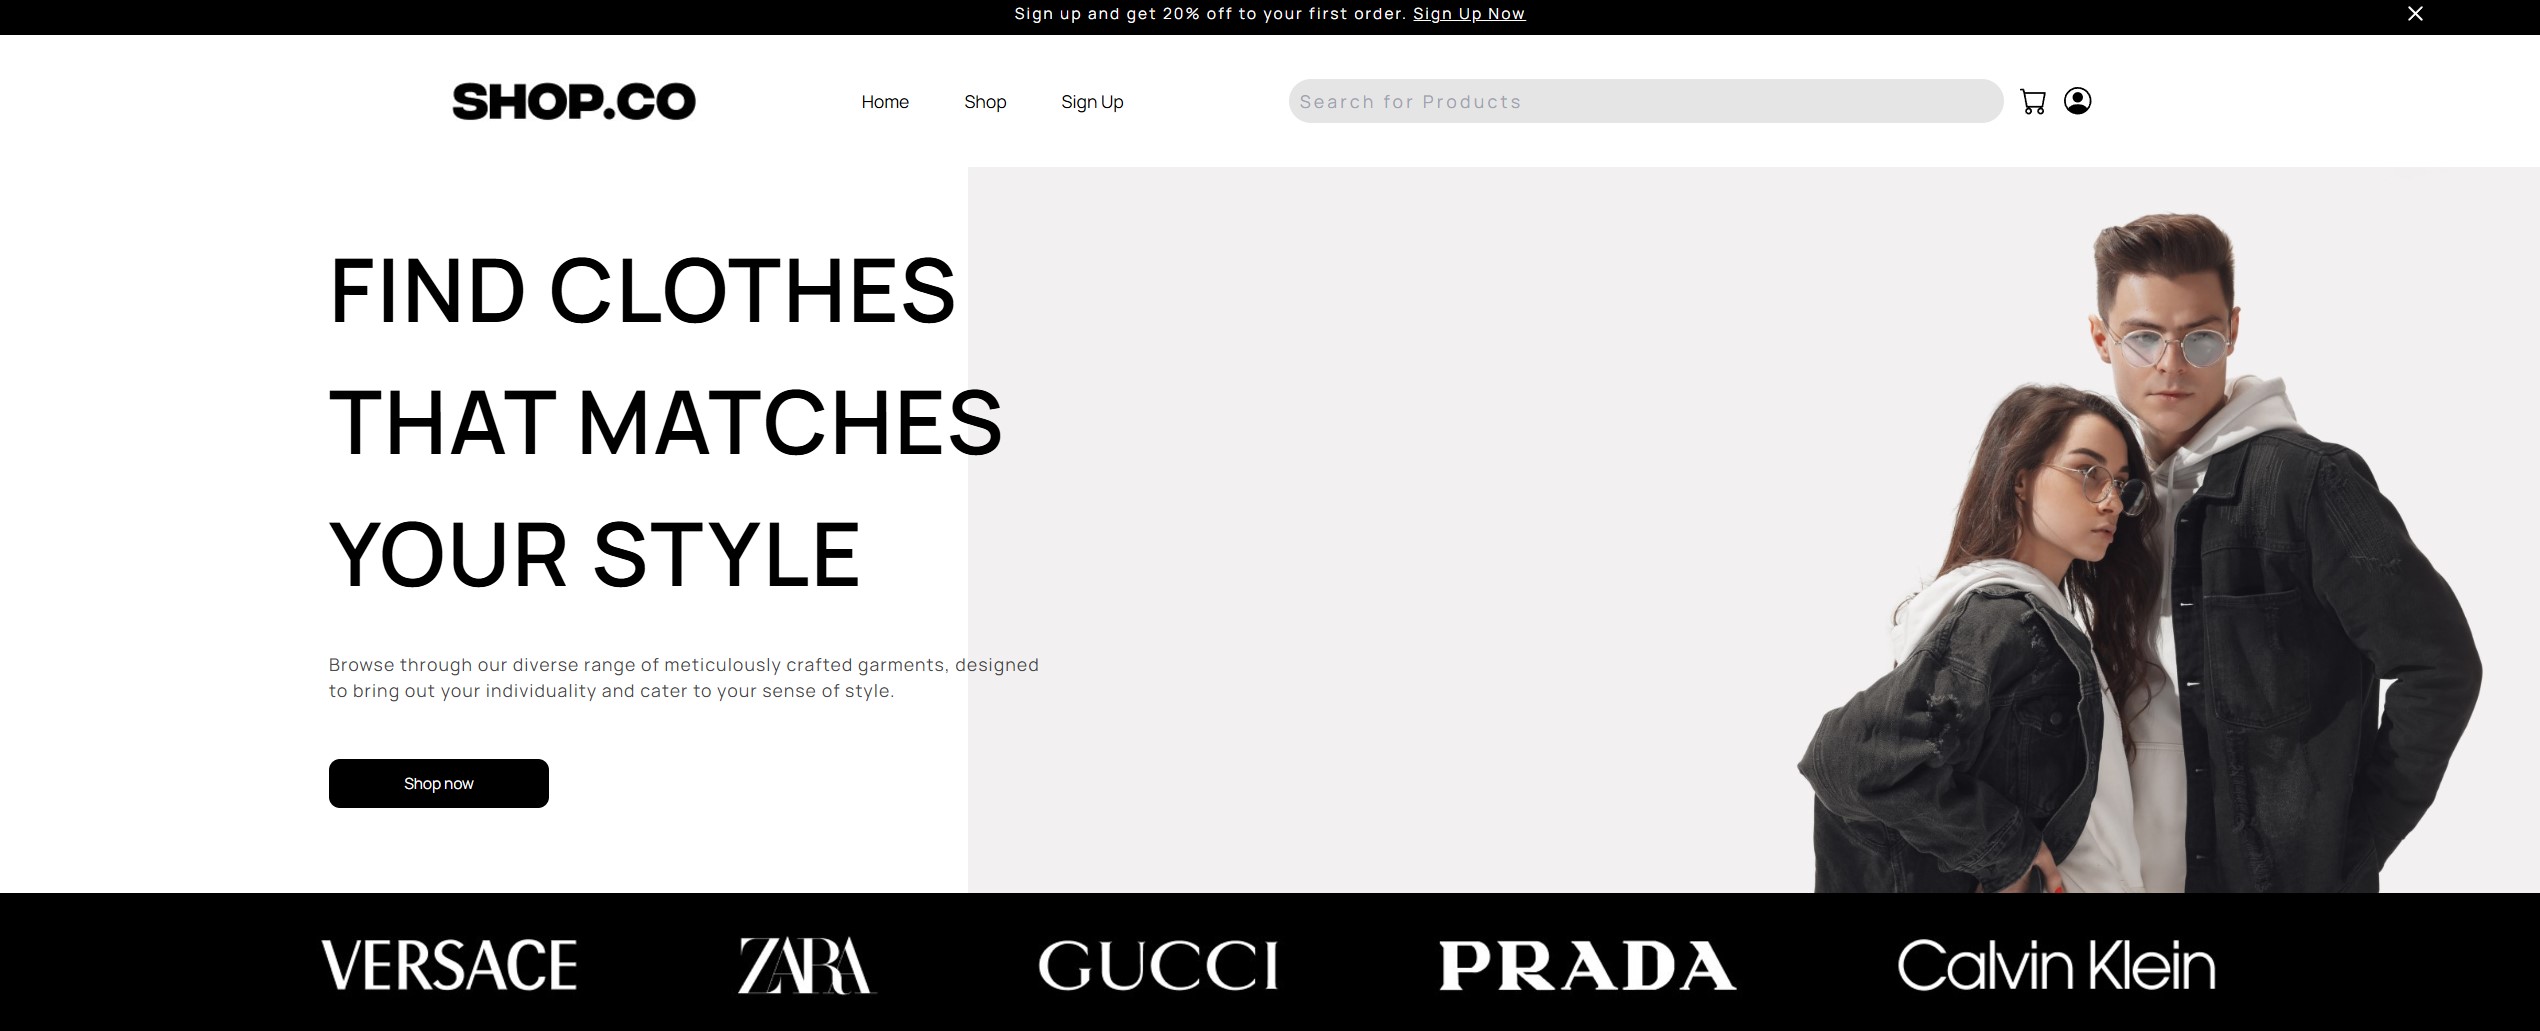 Sign up and get 20% off to your first order. Sign Up Now
SHOP.CO
Home
Shop
Sign Up
Search for Products
FIND CLOTHES
THAT MATCHES
YOUR STYLE
Browse through our diverse range of meticulously crafted garments, designed
to bring out your individuality and cater to your sense of style.
Shop now
VERSACE
ZARA
GUCCI
PRADA
Calvin Klein